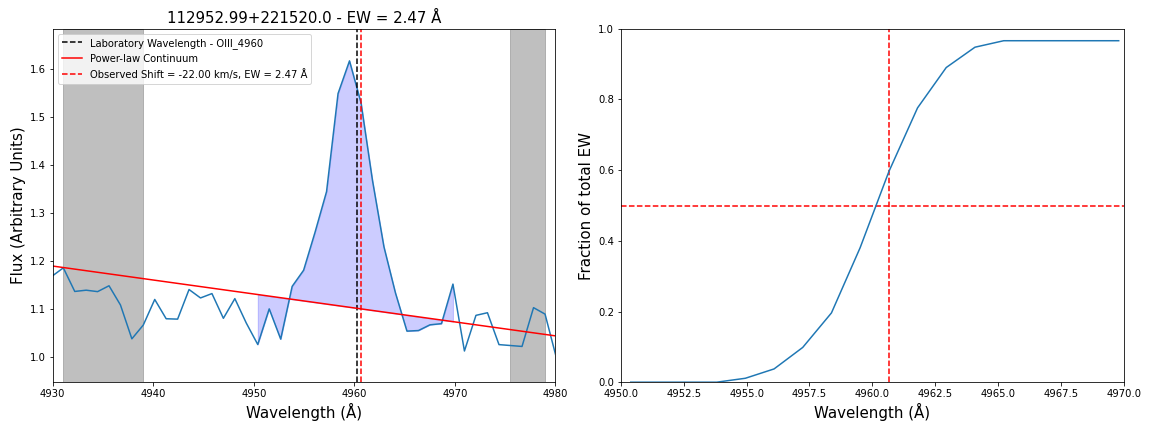 112952.99+221520.0 - EW = 2.47 Å
Laboratory Wavelength - OIII_4960
Power-law Continuum
Observed Shift = -22.00 km/s, EW = 2.47 Å
Flux (Arbitrary Units)
1.6
1.5
1.4
1.3
1.2
1.1
1.0
4930 4940 4950 4960 4970 4980
Wavelength (Å)
Fraction of total EW
1.0
0.8
0.6
0.4
0.2
0.0
4950.0 4952.5 4955.0 4957.5 4960.0 4962.5 4965.0 4967.5 4970.0
Wavelength (Å)